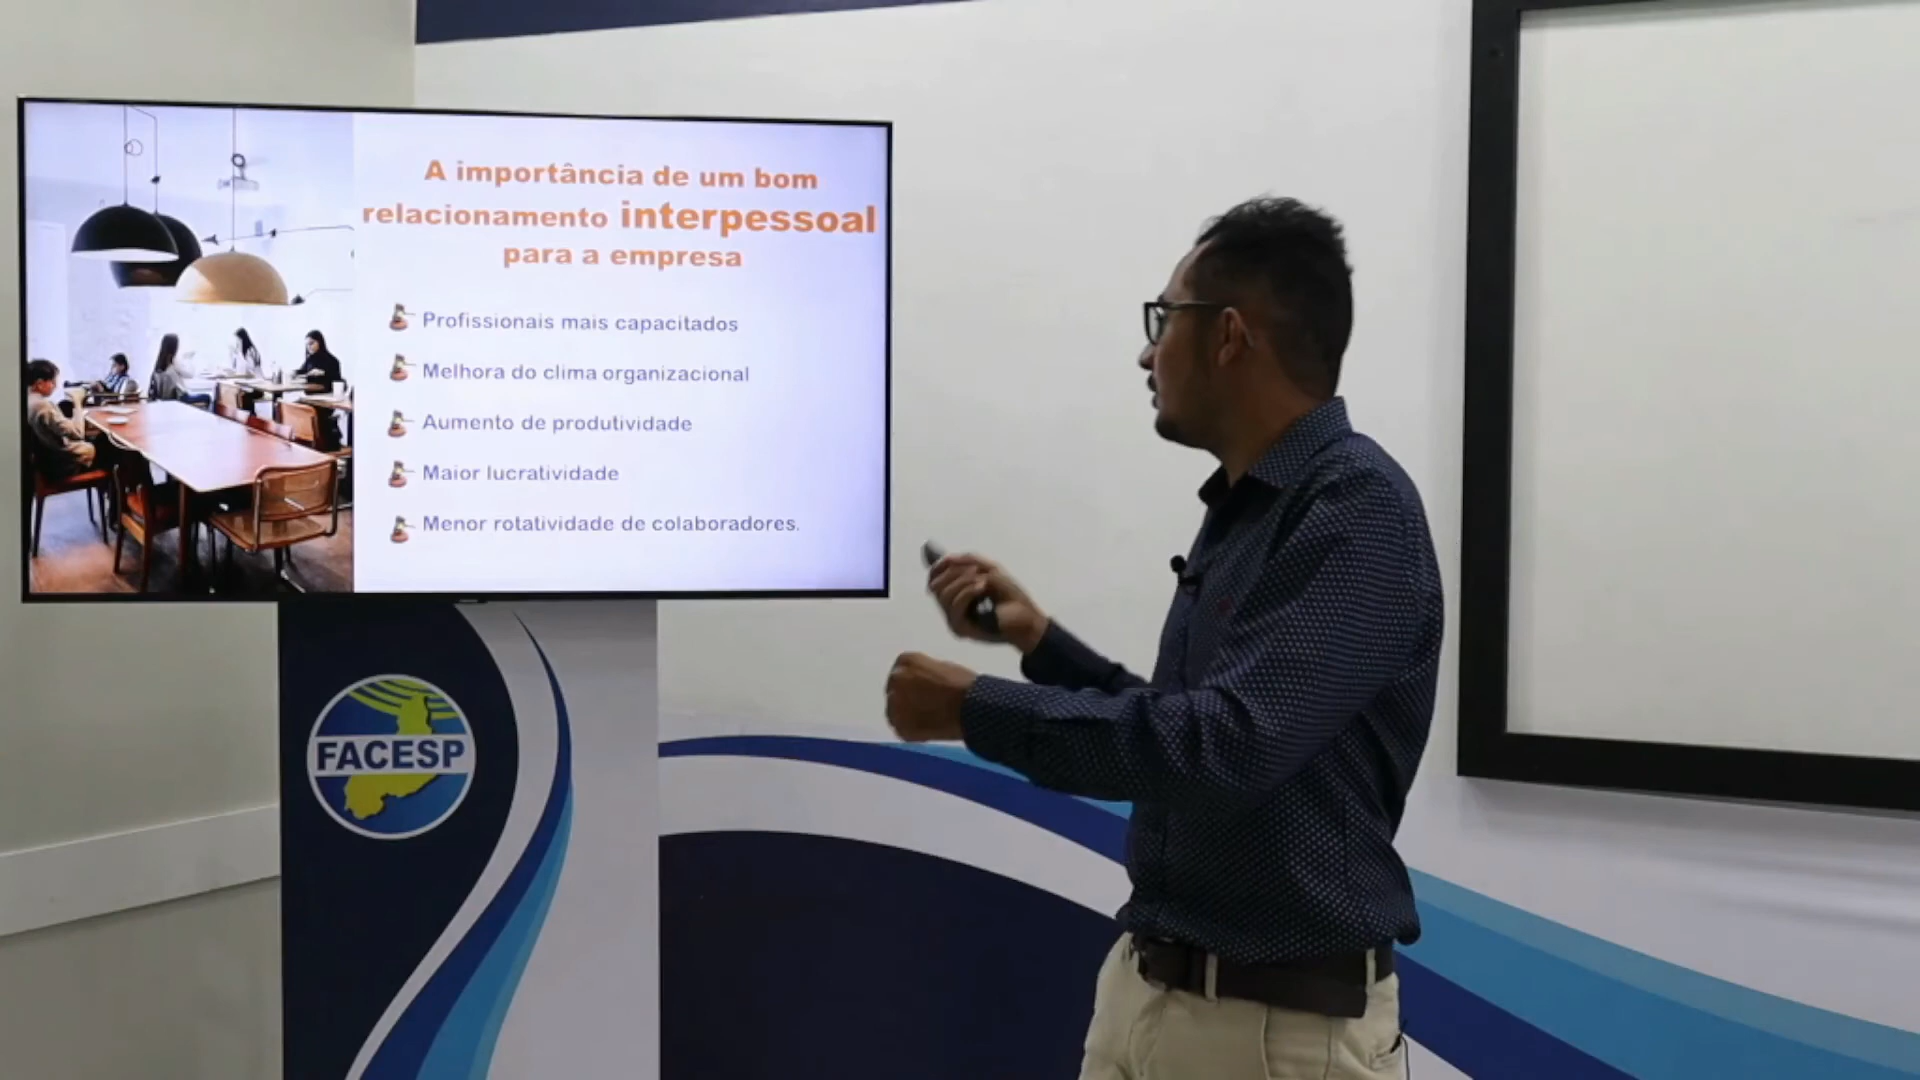 A importância de um bom
relacionamento interpessoal
para a empresa
Profissionais mais capacitados
Melhora do clima organizacional
Aumento de produtividade
Maior lucratividade
Menor rotatividade de colaboradores.
FACESP